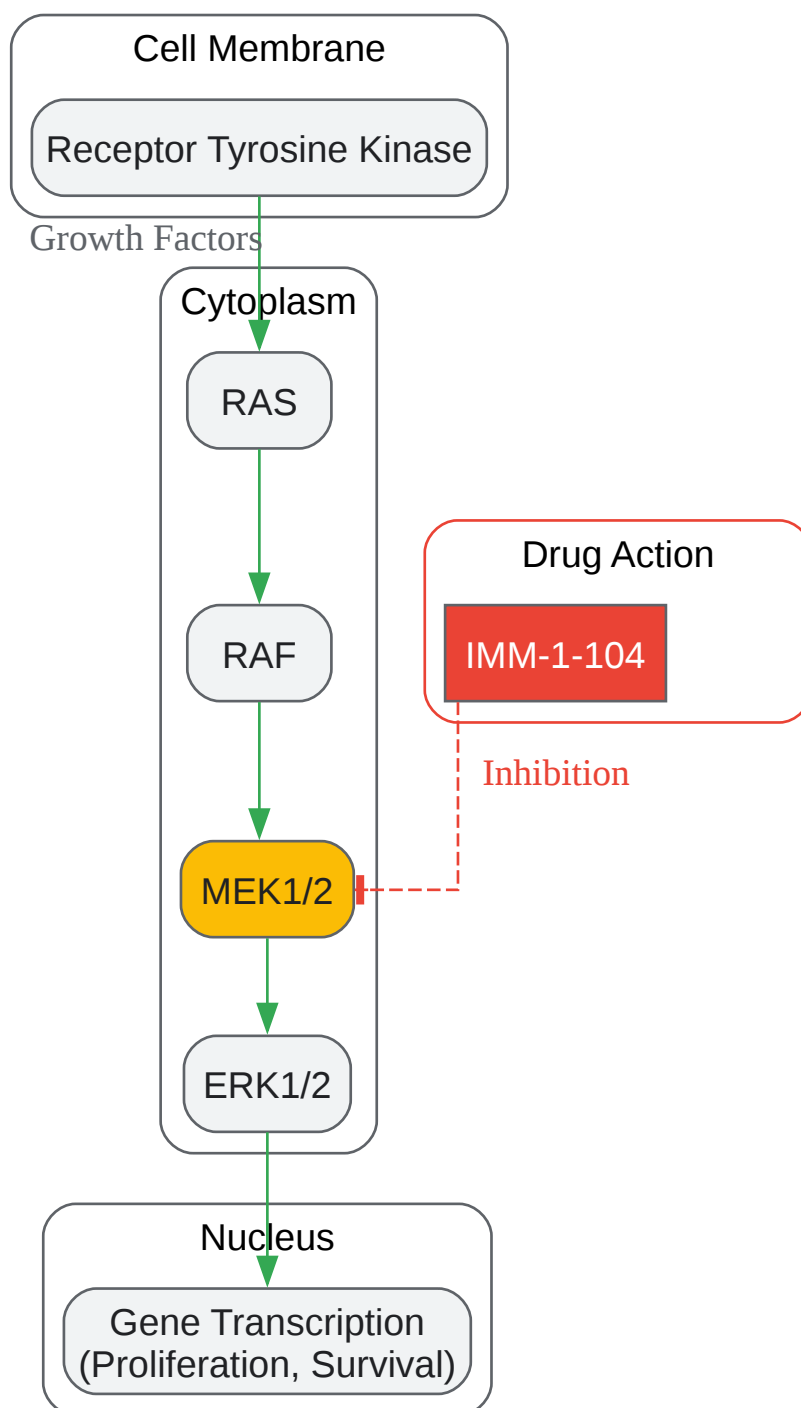 Cell Membrane
Receptor Tyrosine Kinase
Growth Factors
Cytoplasm
RAS
Drug Action
RAF
IMM-1-104
Inhibition
MEK1/2
ERK1/2
Nucleus
Gene Transcription
(Proliferation, Survival)